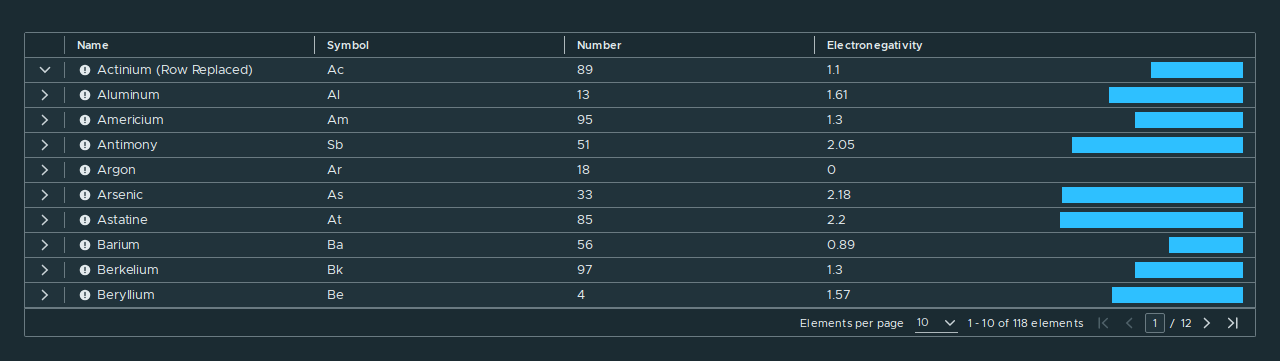 Name Symbol Number Electronegativity
Actinium (Row Replaced) Ac 89 1.1
Aluminum Al 13 1.61
Americium Am 95 1.3
Antimony Sb 51 2.05
Argon Ar 18 0
Arsenic As 33 2.18
Astatine At 85 2.2
Barium Ba 56 0.89
Berkelium Bk 97 1.3
Beryllium Be 4 1.57
Elements per page 10 1 - 10 of 118 elements 1 / 12